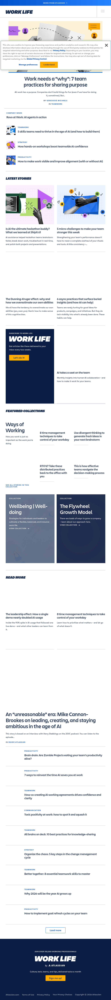 MORE FROM ATLASSIAN
WORK LIFE
This site uses cookies to improve your browsing experience and perform analytics and research. We may also
disclose information about your use of our site (including through the use of third-party cookies) to third parties for
targeted advertising and other purposes described in our Privacy Policy. Depending on your location, you may
have the right to opt out of certain disclosures of data for targeted advertising. To opt out or change your
preferences, click on "Manage Preferences" and follow the instructions. You may also opt out of sending data for
targeted marketing via the Global Privacy Control.
Manage preferences
I understand
Work needs a “why”: 7 team
practices for sharing purpose
All work has a purpose. Companies don’t build things for fun (even if we have fun doing
it, sometimes). But...
BY GENEVIEVE MICHAELS
IN TEAMWORK
COMPANY NEWS
Rovo at Work: AI agents in action
TEAMWORK
5 skills teams need to thrive in the age of AI (and how to build them)
STRATEGY
How hands-on workshops boost teamwide AI confidence
PRODUCTIVITY
How to make work visible and improve alignment (with or without AI)
LATEST STORIES
Is AI the ultimate hackathon buddy?
What we learned at ShipIt 61
AI assistance helped hackathon teams brainstorm
faster, break down work, troubleshoot in real time,
and polish both projects and presentations.
5 micro-challenges to make your team
stronger this week
Strengthening your team’s performance doesn’t
have to mean a complete overhaul of your rituals
and tools. A little consistency –...
The Dunning-Kruger effect: why and
how we overestimate our own abilities
We all have the tendency to overestimate our own
abilities (yes, even you). Here’s how to make sense
of this cognitive bias.
6 async practices that surface buried
insights (and how AI can help)
Teams are rarely hurting for good ideas for
products, campaigns, and initiatives. But they do
lack visibility into what’s already been done. These
habits can help.
SUBSCRIBE TO WORK LIFE
WORK LIFE
Get articles like these delivered to your
inbox every two weeks.
Let's do it!
AI takes a seat on the team
Monthly insights into human-AI collaboration – and
how to make it work for your teams.
FEATURED COLLECTIONS
Ways of
Working
How you work is just as
important as the work you're
doing.
SEE ALL STORIES IN THIS
COLLECTION
8 time management
techniques to take
control of your workday
Use divergent thinking to
generate fresh ideas in
your next brainstorm
RTO’d? Take these
distributed practices
back to the office with
you
This is how effective
teams navigate the
decision-making process
COLLECTION
Wellbeing | Well-
doing
Strategies for individuals and leaders to
cultivate a flexible, balanced, and inclusive
work life.
VIEW COLLECTION
COLLECTION
The Flywheel
Growth Model
There are loads of ways to grow a company
– learn about our approach here.
VIEW COLLECTION
READ MORE
The leadership effect: How a single
demo nearly doubled AI usage
Inside the 90% spike in AI usage that followed one
live demo – and what other leaders can learn from
it.
8 time management techniques to take
control of your workday
Learn how to prioritize what matters – and let go
of what doesn’t.
An “unreasonable” era: Mike Cannon-
Brookes on leading, creating, and staying
ambitious in the age of AI
This story is based on an interview with Harry Stebbings on the 20VC podcast. You can listen to the
episode...
IN INSIDE ATLASSIAN
PRODUCTIVITY
Brain drain: Are Zombie Projects eating your team’s productivity
alive?
PRODUCTIVITY
7 ways to reinvest the time AI saves you at work
TEAMWORK
How co-creating AI working agreements drives confidence and
clarity
COMMUNICATION
Toxic positivity at work: how to spot it and squash it
TEAMWORK
All brains on deck: 10 best practices for knowledge-sharing
STRATEGY
Organize the chaos: 5 key steps in the change management
cycle
TEAMWORK
Better together: 8 essential teamwork skills to master
TEAMWORK
Why 2026 will be the year AI grows up
PRODUCTIVITY
How to implement goal refresh cycles on your team
Load more
JOIN OVER 150,000 WORKING PROFESSIONALS
WORK LIFE
By ATLASSIAN
Culture, tech, teams, and tips, delivered twice a month
Sign me up!
Atlassian.com Terms of Use Privacy Policy Your Privacy Choices Copyright © 2026 Atlassian